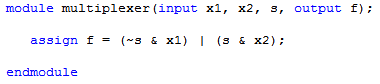 module multiplexer(input x1, x2, s, output f);
assign f = (~s & x1) | (s & x2);
endmodule